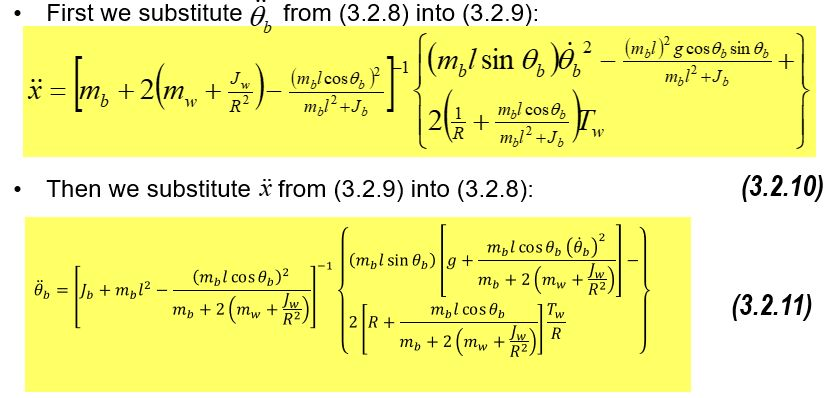 • First we substitute θ̈_b from (3.2.8) into (3.2.9):
ẍ = [m_b + 2(m_w + J_w/R²) − (m_b l cos θ_b)²/(m_b l² + J_b)]⁻¹ {(m_b l sin θ_b)θ̇_b² − (m_b l)² g cos θ_b sin θ_b/(m_b l² + J_b) +
2(1/R + m_b l cos θ_b/(m_b l² + J_b))T_w}
• Then we substitute ẍ from (3.2.9) into (3.2.8): (3.2.10)
θ̈_b = [J_b + m_b l² − (m_b l cos θ_b)²/(m_b + 2(m_w + J_w/R²))]⁻¹ {(m_b l sin θ_b)[g + m_b l cos θ_b (θ̇_b)²/(m_b + 2(m_w + J_w/R²))] −
2[R + m_b l cos θ_b/(m_b + 2(m_w + J_w/R²))] T_w/R}
(3.2.11)